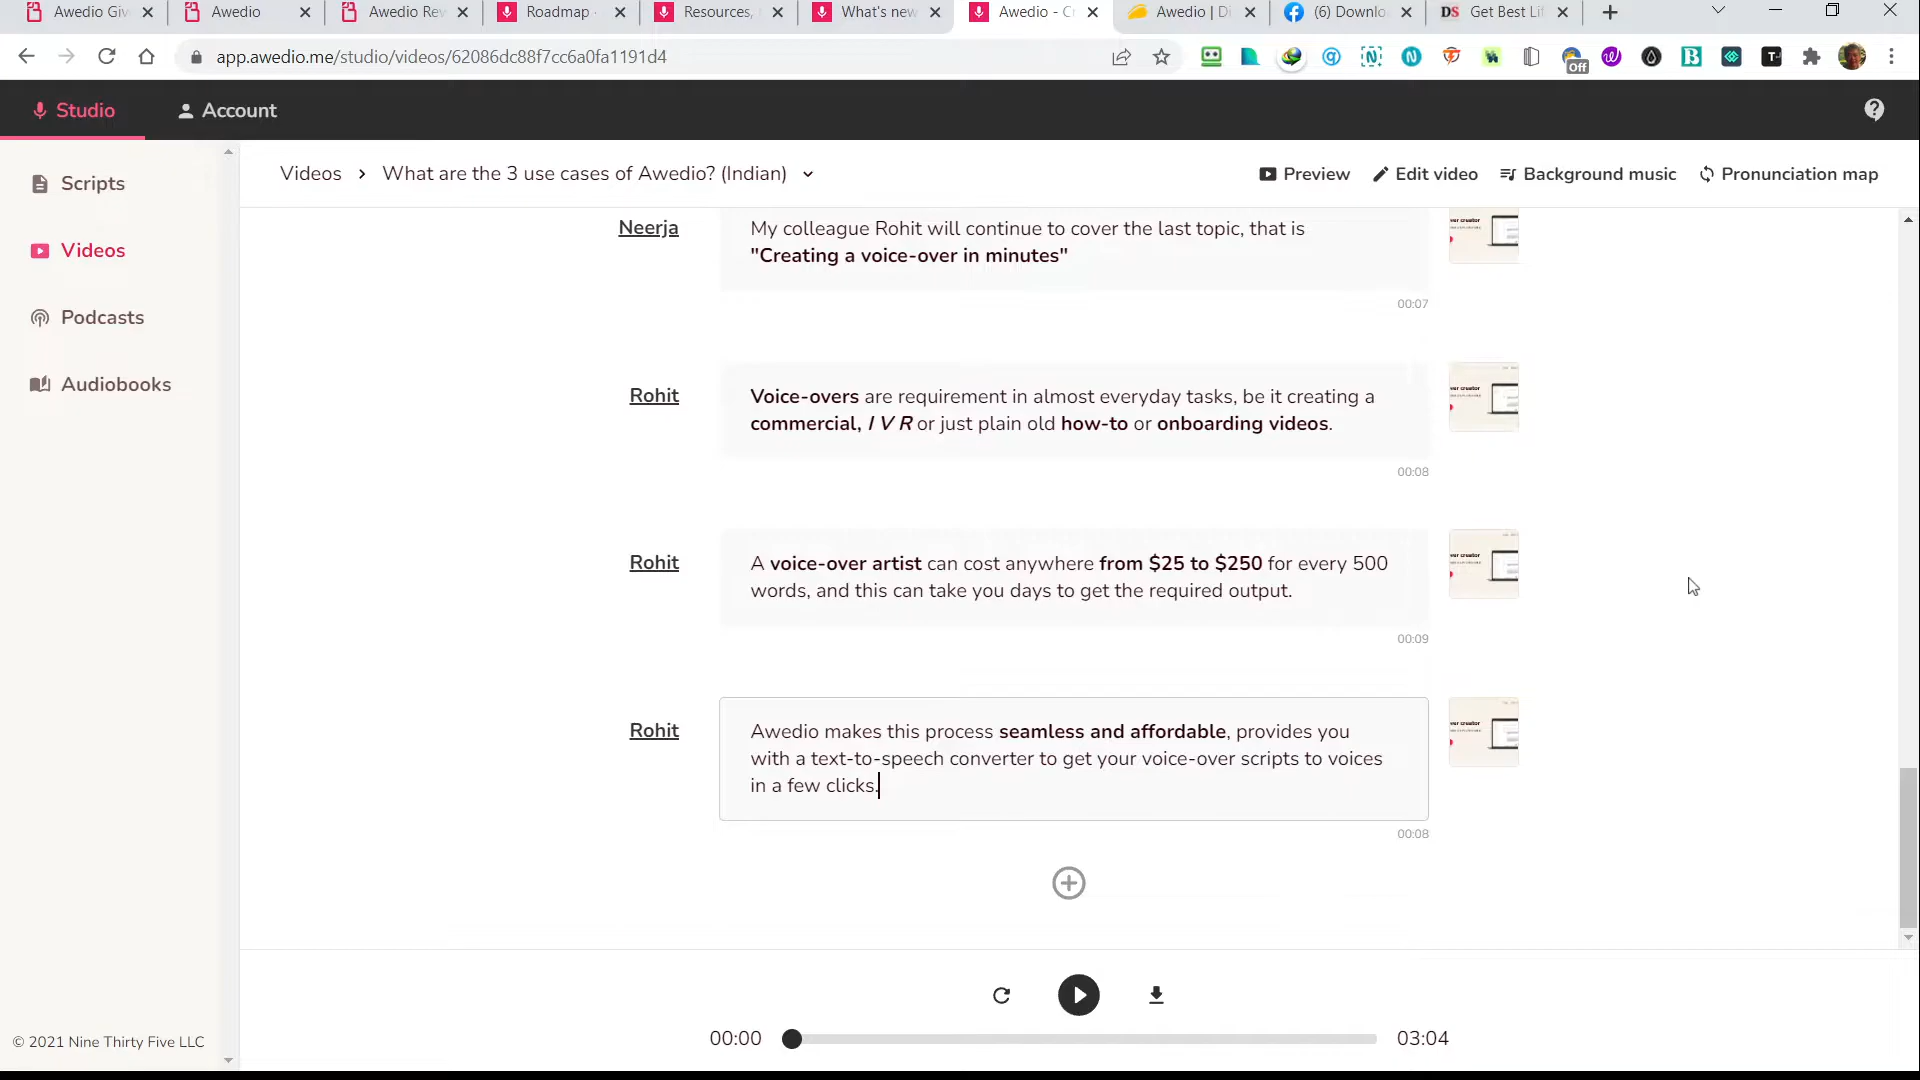 Awedio Giv
Awedio
Awedio Rev
Roadmap -
Resources,
What's new
Awedio - Cr
Awedio | Di
(6) Downlo
DS Get Best Lif
app.awedio.me/studio/videos/62086dc88f7cc6a0fa1191d4
Off
Studio
Account
Scripts
Videos
Podcasts
Audiobooks
© 2021 Nine Thirty Five LLC
Videos > What are the 3 use cases of Awedio? (Indian)
Preview
Edit video
Background music
Pronunciation map
Neerja
My colleague Rohit will continue to cover the last topic, that is
"Creating a voice-over in minutes"
00:07
Rohit
Voice-overs are requirement in almost everyday tasks, be it creating a
commercial, I V R or just plain old how-to or onboarding videos.
00:08
Rohit
A voice-over artist can cost anywhere from $25 to $250 for every 500
words, and this can take you days to get the required output.
00:09
Rohit
Awedio makes this process seamless and affordable, provides you
with a text-to-speech converter to get your voice-over scripts to voices
in a few clicks.
00:08
00:00
03:04